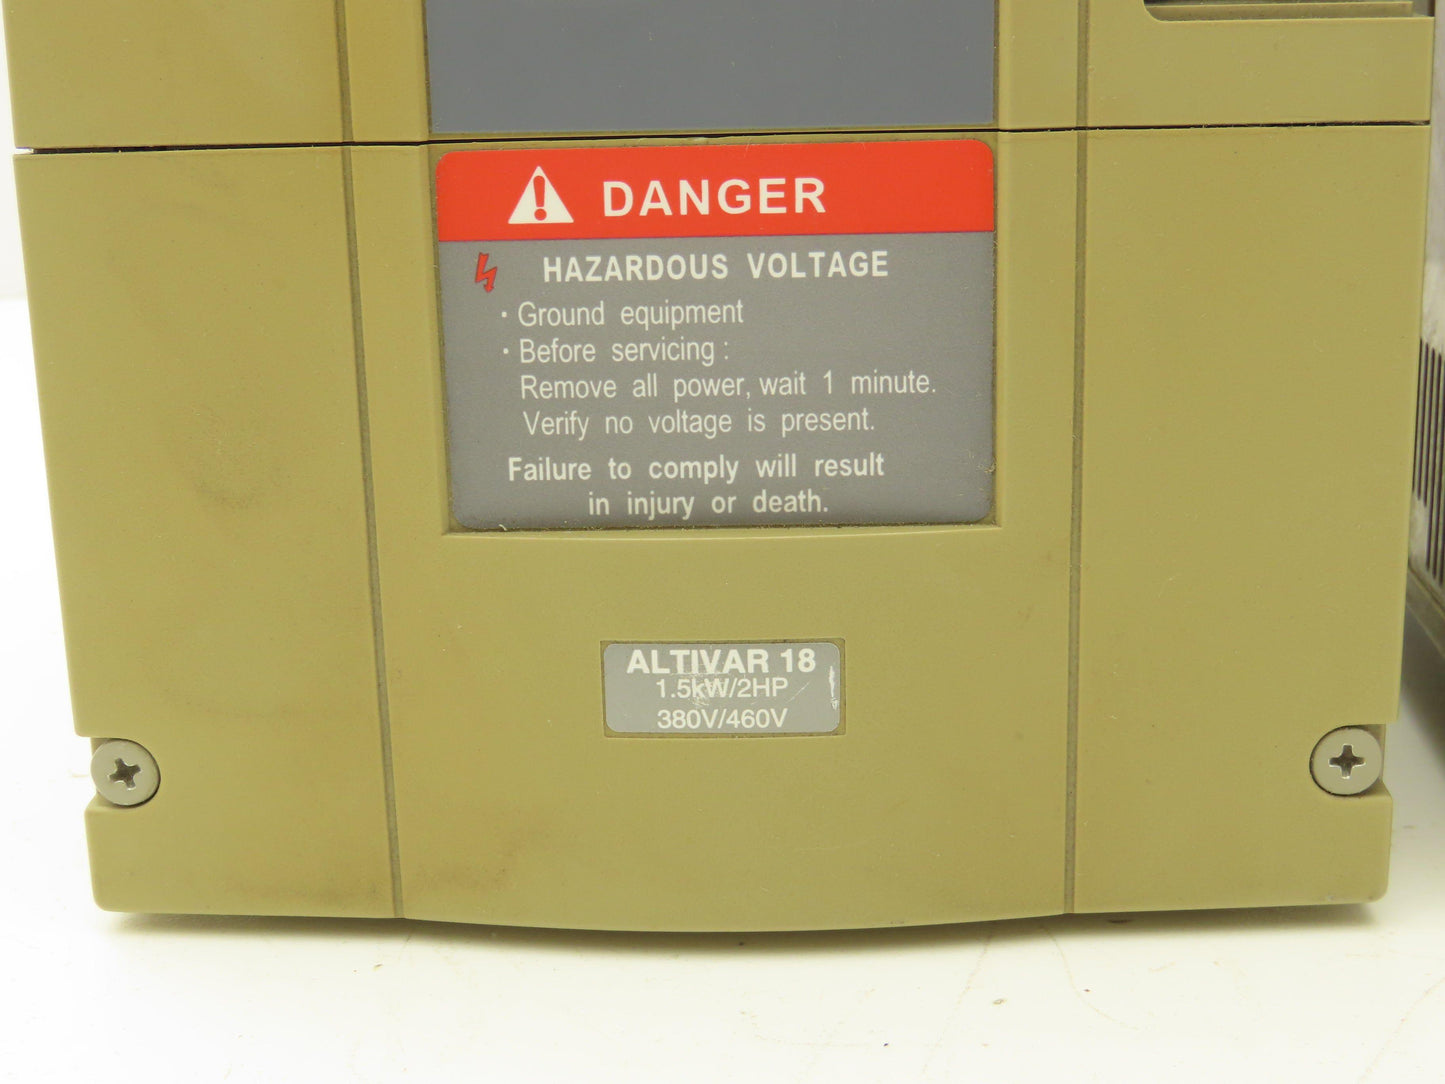 DANGER
HAZARDOUS VOLTAGE
· Ground equipment
· Before servicing :
Remove all power, wait 1 minute.
Verify no voltage is present.
Failure to comply will result
in injury or death.
ALTIVAR 18
1.5kW/2HP
380V/460V